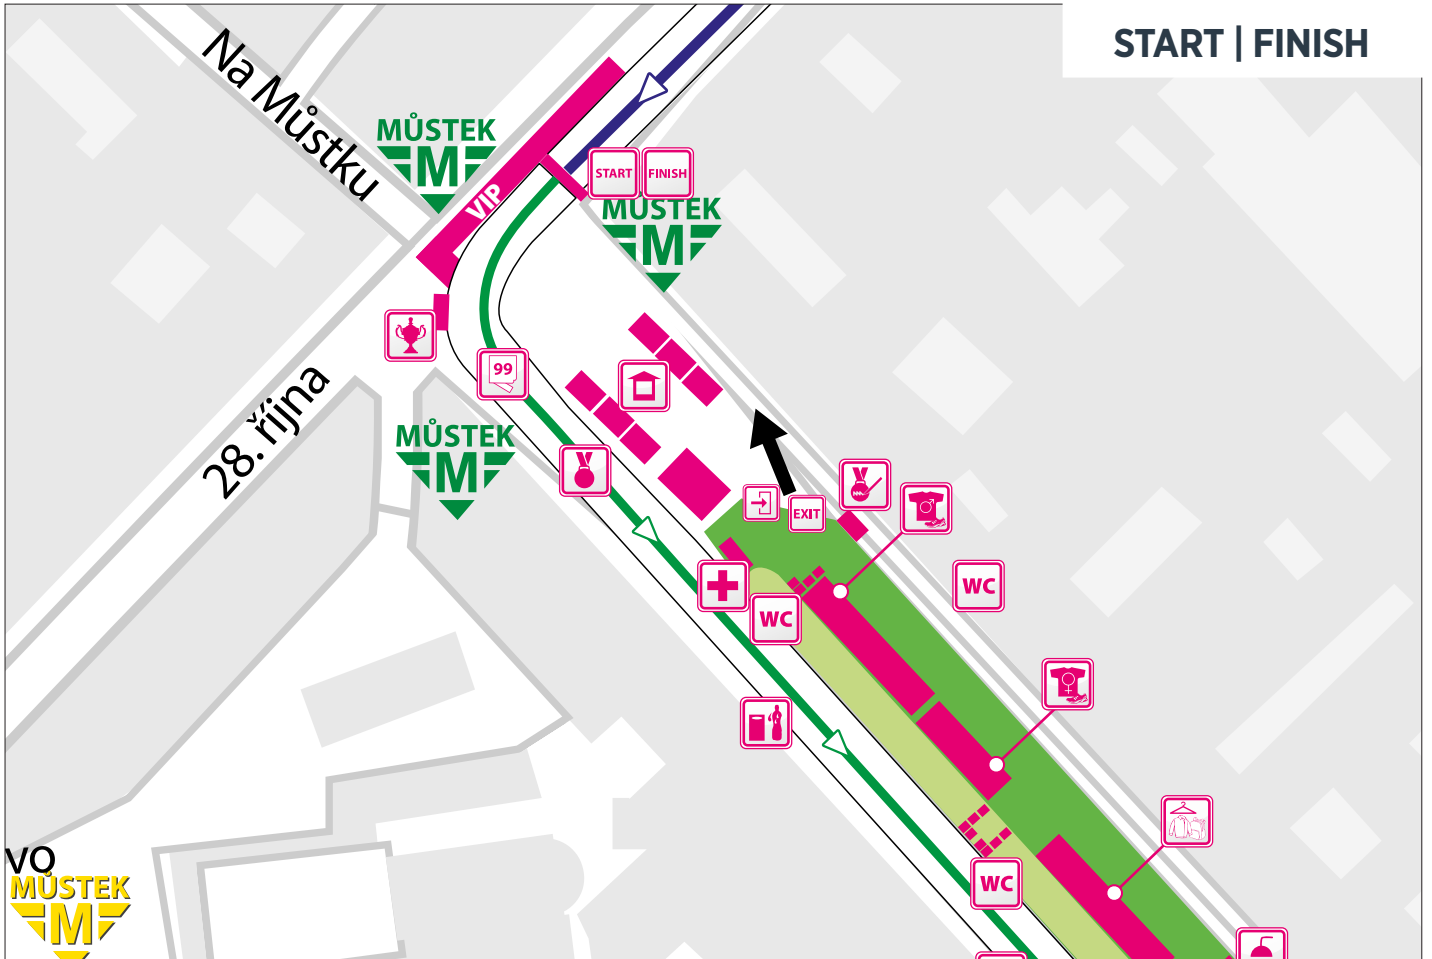 START | FINISH
Na Můstku
MŮSTEK
M
VIP
START
FINISH
MŮSTEK
M
99
28. října
MŮSTEK
M
EXIT
WC
WC
WC
VO
MŮSTEK
M